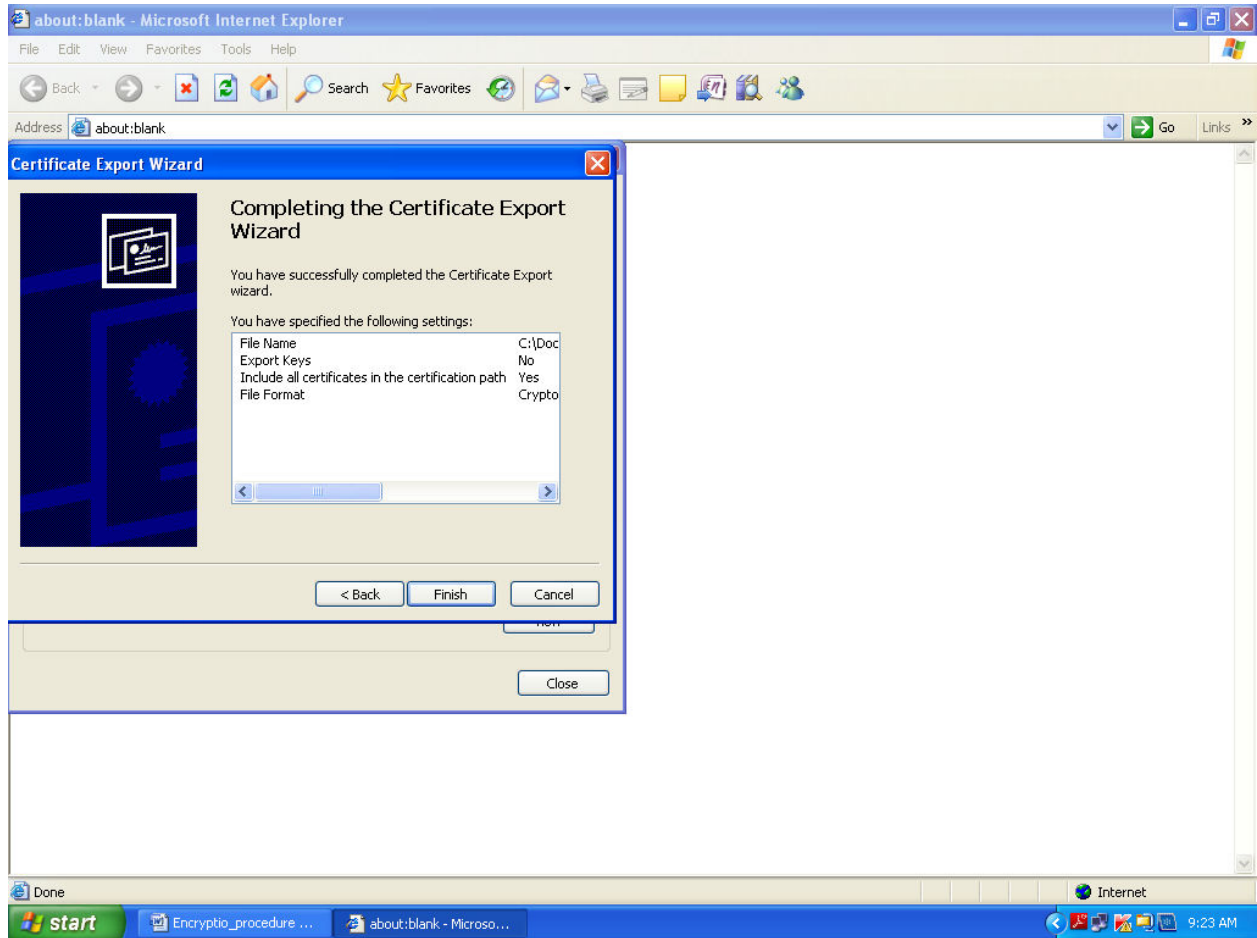 about:blank - Microsoft Internet Explorer
File Edit View Favorites Tools Help
Back Search Favorites
Address about:blank Go Links »
Certificate Export Wizard
Completing the Certificate Export
Wizard
You have successfully completed the Certificate Export
wizard.
You have specified the following settings:
File Name C:\Doc
Export Keys No
Include all certificates in the certification path Yes
File Format Crypto
< Back Finish Cancel
Close
Done Internet
start Encryptio_procedure ... about:blank - Microso... 9:23 AM